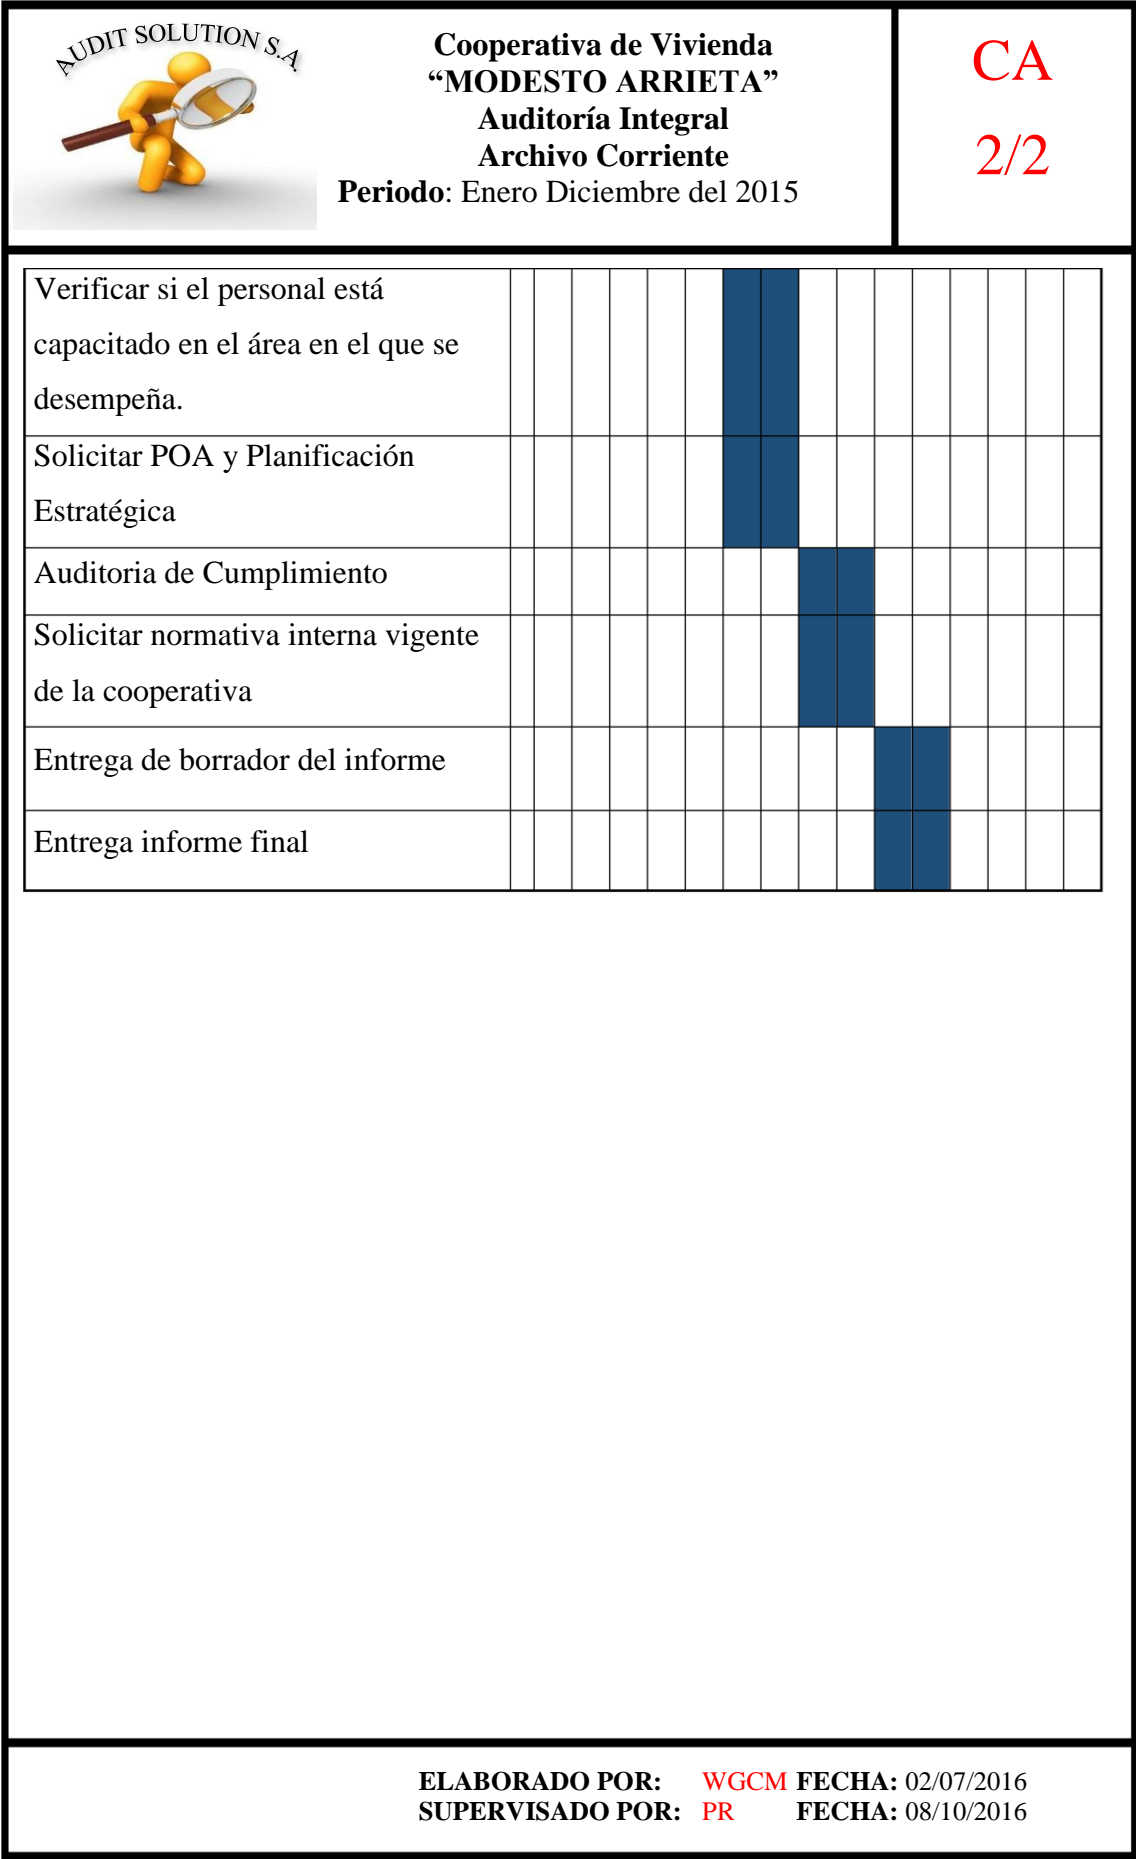 AUDIT SOLUTION S.A.
Cooperativa de Vivienda
“MODESTO ARRIETA”
Auditoría Integral
Archivo Corriente
Periodo: Enero Diciembre del 2015
CA
2/2
Verificar si el personal está
capacitado en el área en el que se
desempeña.
Solicitar POA y Planificación
Estratégica
Auditoria de Cumplimiento
Solicitar normativa interna vigente
de la cooperativa
Entrega de borrador del informe
Entrega informe final
ELABORADO POR: WGCM FECHA: 02/07/2016
SUPERVISADO POR: PR FECHA: 08/10/2016